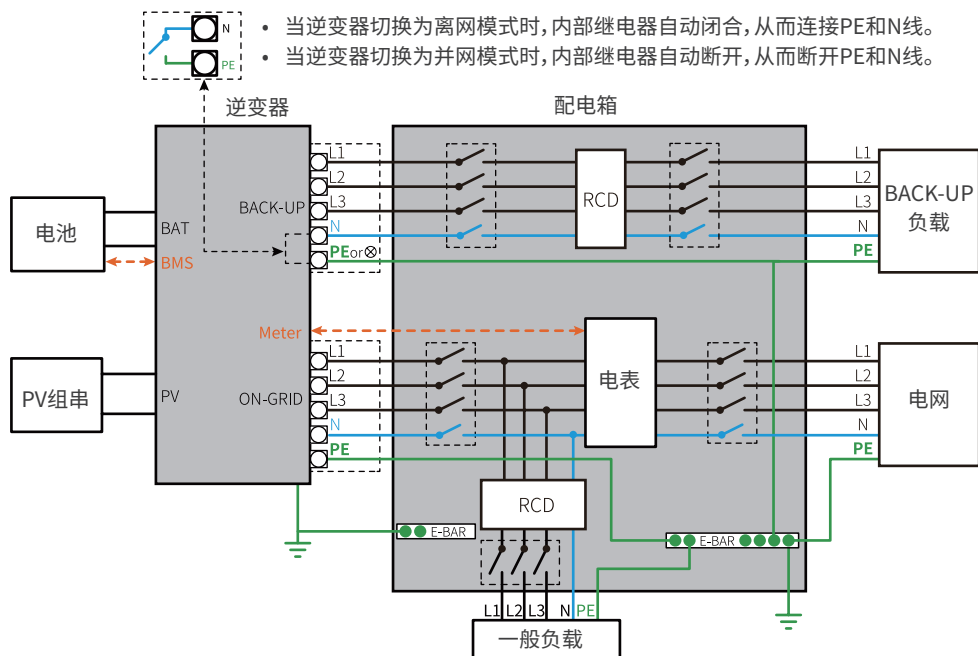 N
PE
• 当逆变器切换为离网模式时,内部继电器自动闭合,从而连接PE和N线。
• 当逆变器切换为并网模式时,内部继电器自动断开,从而断开PE和N线。
逆变器
配电箱
电池
BAT
BMS
BACK-UP
L1
L2
L3
N
PEor⊗
RCD
L1
L2
L3
N
PE
BACK-UP
负载
Meter
PV组串
PV
ON-GRID
L1
L2
L3
N
PE
电表
L1
L2
L3
N
PE
电网
RCD
E-BAR
E-BAR
L1 L2 L3 N PE
一般负载